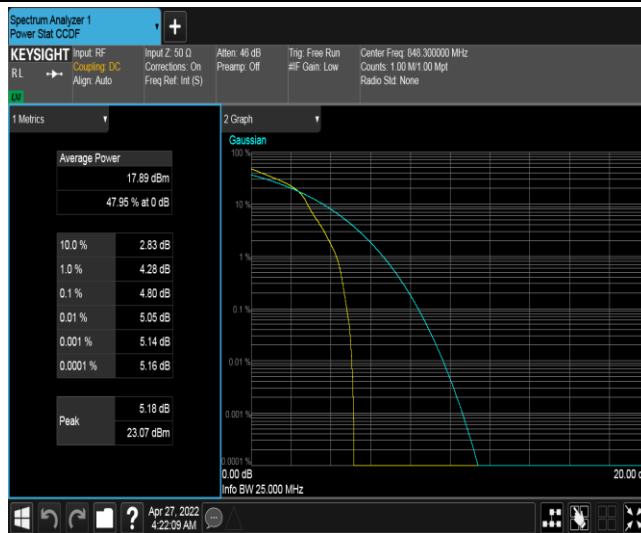 Spectrum Analyzer 1
Power Stat CCDF
+
KEYSIGHT
RL
Input: RF
Coupling: DC
Align: Auto
Input Z: 50 Ω
Corrections: On
Freq Ref: Int (S)
Atten: 46 dB
Preamp: Off
Trig: Free Run
#IF Gain: Low
Center Freq: 848.300000 MHz
Counts: 1.00 M/1.00 Mpt
Radio Std: None
1 Metrics
Average Power
17.89 dBm
47.95 % at 0 dB
10.0 % 2.83 dB
1.0 % 4.28 dB
0.1 % 4.80 dB
0.01 % 5.05 dB
0.001 % 5.14 dB
0.0001 % 5.16 dB
Peak
5.18 dB
23.07 dBm
2 Graph
Gaussian
100 %
10 %
1 %
0.1 %
0.01 %
0.001 %
0.0001 %
0.00 dB
20.00
Info BW 25.000 MHz
?
Apr 27, 2022
4:22:09 AM